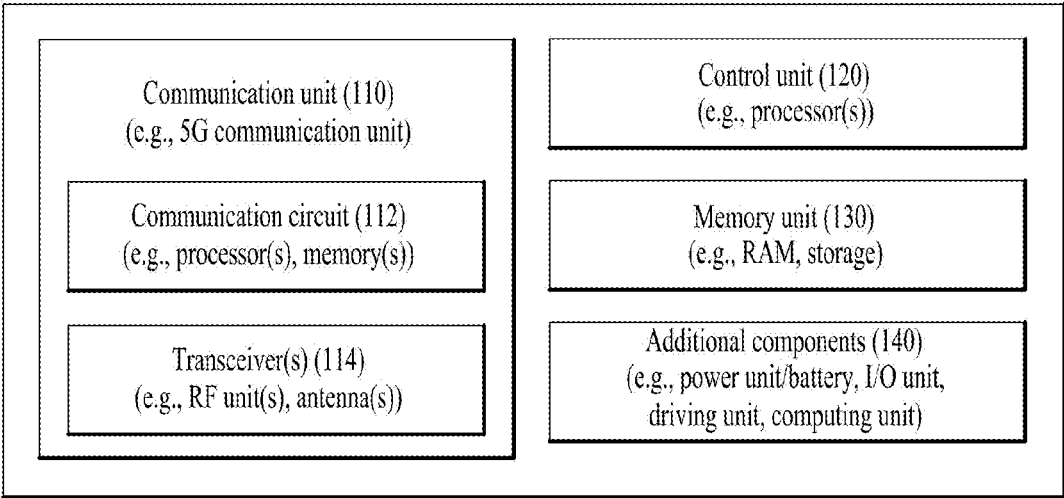 Communication unit (110)
(e.g., 5G communication unit)
Communication circuit (112)
(e.g., processor(s), memory(s))
Transceiver(s) (114)
(e.g., RF unit(s), antenna(s))
Control unit (120)
(e.g., processor(s))
Memory unit (130)
(e.g., RAM, storage)
Additional components (140)
(e.g., power unit/battery, I/O unit,
driving unit, computing unit)